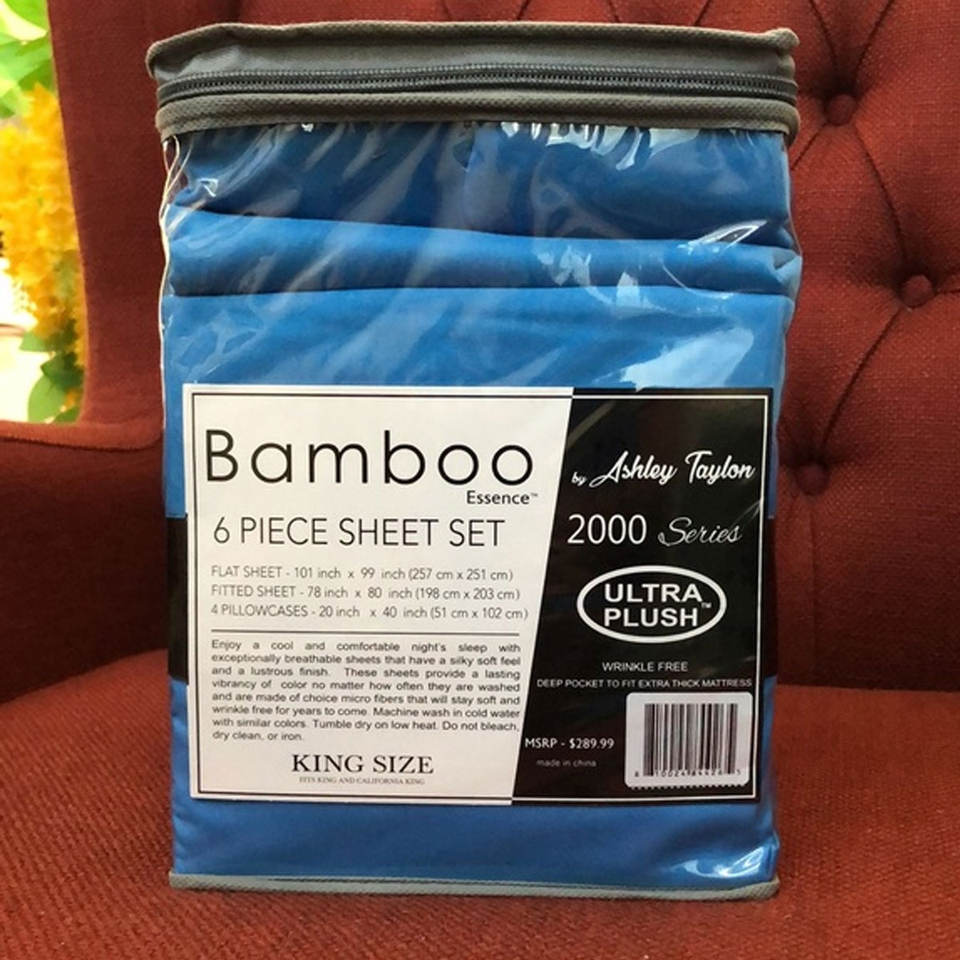 Bamboo
Essence™
6 PIECE SHEET SET
FLAT SHEET - 101 inch x 99 inch (257 cm x 251 cm)
FITTED SHEET - 78 inch x 80 inch (198 cm x 203 cm)
4 PILLOWCASES - 20 inch x 40 inch (51 cm x 102 cm)
Enjoy a cool and comfortable night's sleep with
exceptionally breathable sheets that have a silky soft feel
and a lustrous finish. These sheets provide a lasting
vibrancy of color no matter how often they are washed
and are made of choice micro fibers that will stay soft and
wrinkle free for years to come. Machine wash in cold water
with similar colors. Tumble dry on low heat. Do not bleach,
dry clean, or iron.
KING SIZE
FITS KING AND CALIFORNIA KING
by Ashley Taylon
2000 Series
ULTRA
PLUSH™
WRINKLE FREE
DEEP POCKET TO FIT EXTRA THICK MATTRESS
MSRP - $289.99
made in china